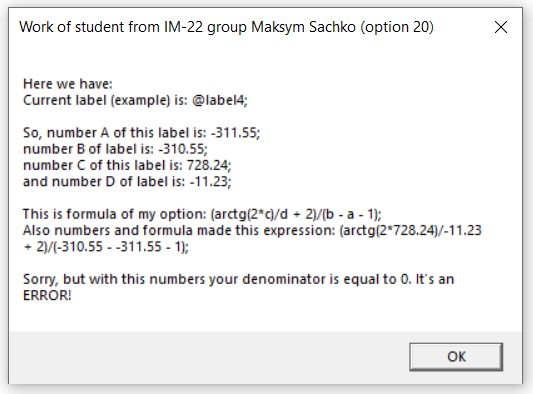 Work of student from IM-22 group Maksym Sachko (option 20)
Here we have:
Current label (example) is: @label4;
So, number A of this label is: -311.55;
number B of label is: -310.55;
number C of this label is: 728.24;
and number D of label is: -11.23;
This is formula of my option: (arctg(2*c)/d + 2)/(b - a - 1);
Also numbers and formula made this expression: (arctg(2*728.24)/-11.23
+ 2)/(-310.55 - -311.55 - 1);
Sorry, but with this numbers your denominator is equal to 0. It's an
ERROR!
OK